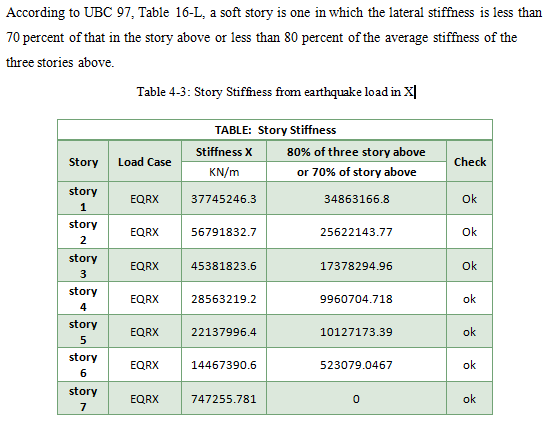 According to UBC 97, Table 16-L, a soft story is one in which the lateral stiffness is less than
70 percent of that in the story above or less than 80 percent of the average stiffness of the
three stories above.
Table 4-3: Story Stiffness from earthquake load in X
TABLE: Story Stiffness
Story Load Case Stiffness X 80% of three story above Check
KN/m or 70% of story above
story 1 EQRX 37745246.3 34863166.8 Ok
story 2 EQRX 56791832.7 25622143.77 Ok
story 3 EQRX 45381823.6 17378294.96 Ok
story 4 EQRX 28563219.2 9960704.718 ok
story 5 EQRX 22137996.4 10127173.39 ok
story 6 EQRX 14467390.6 523079.0467 ok
story 7 EQRX 747255.781 0 ok